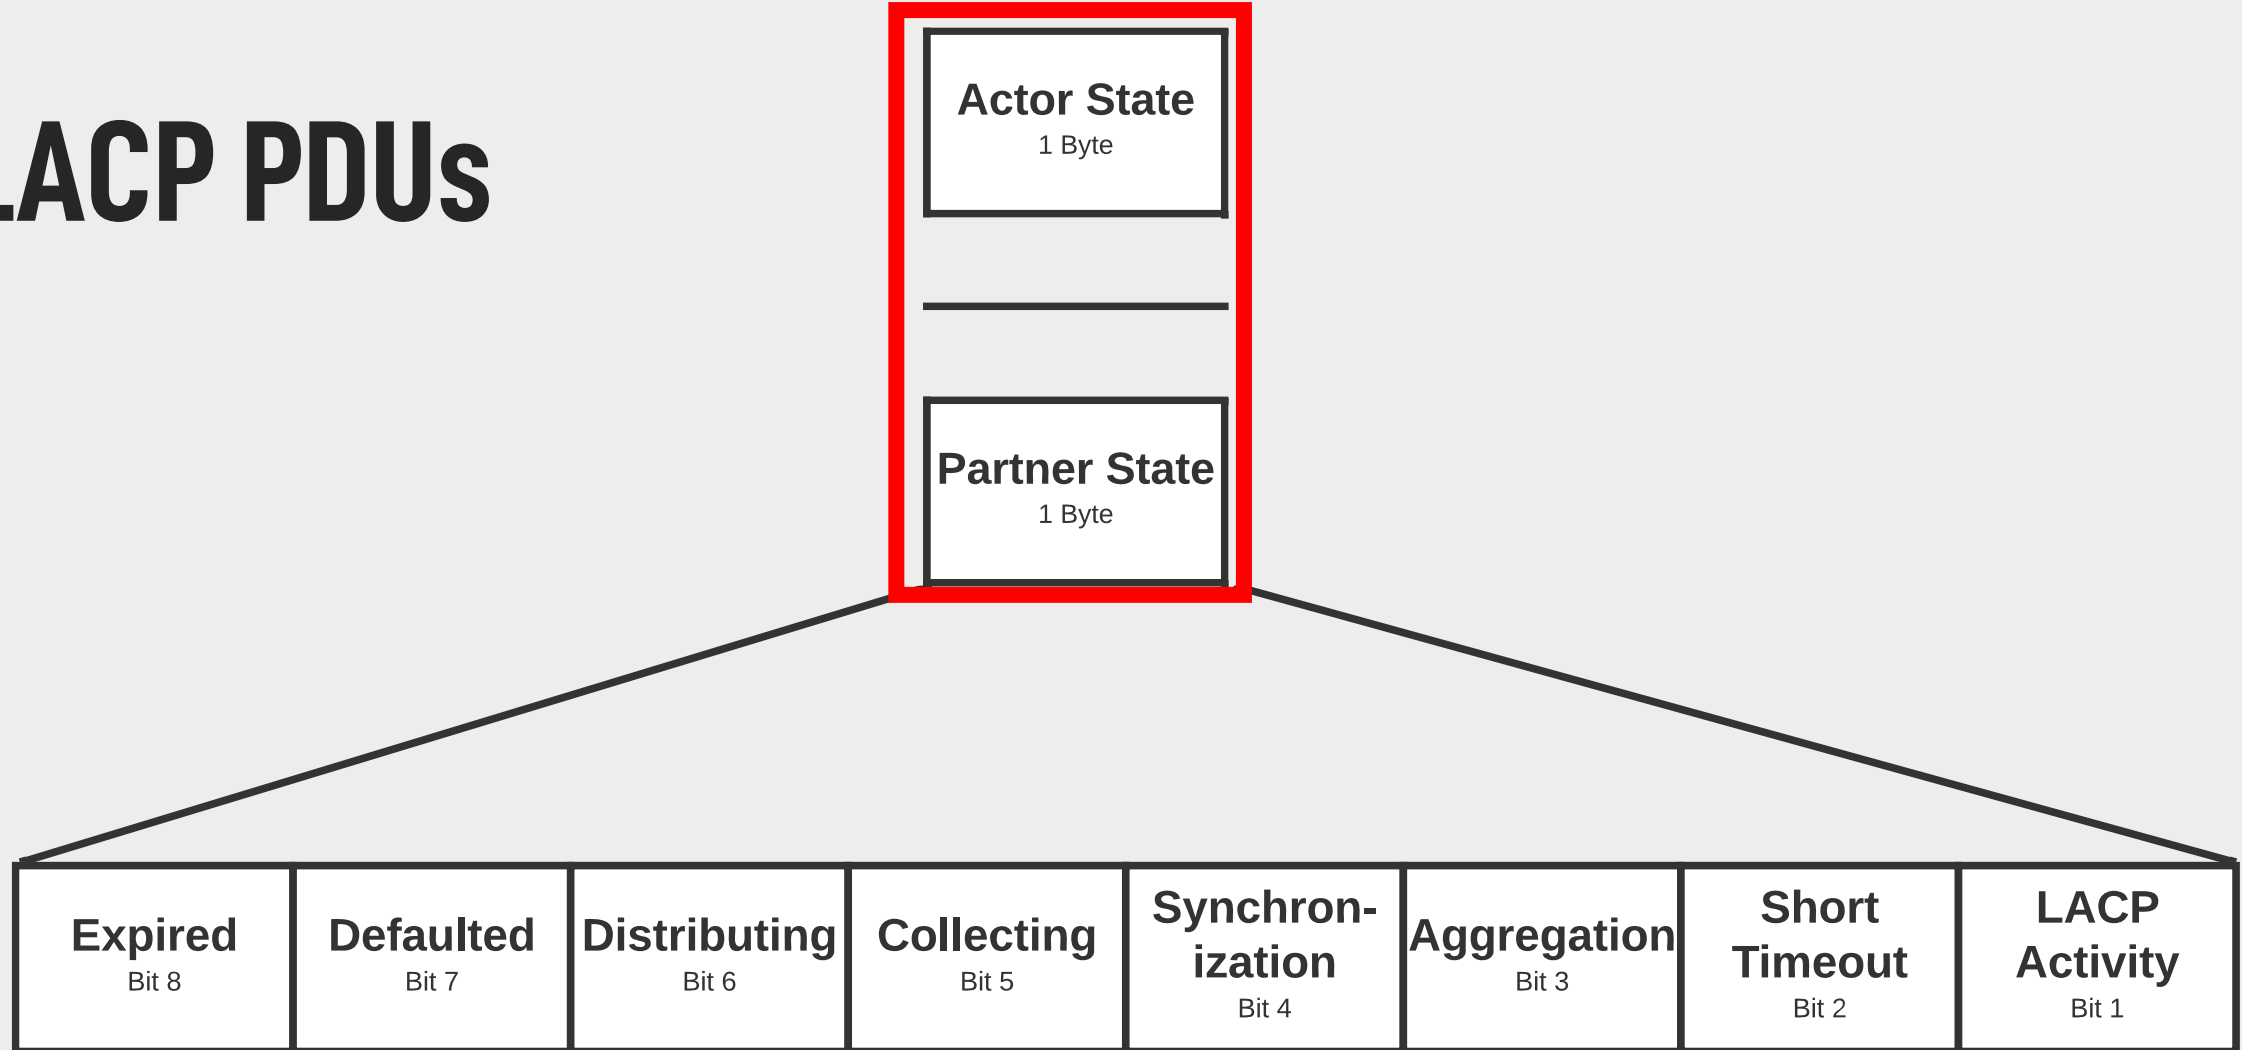 LACP PDUs
Actor State
1 Byte
Partner State
1 Byte
Expired
Bit 8
Defaulted
Bit 7
Distributing
Bit 6
Collecting
Bit 5
Synchron-
ization
Bit 4
Aggregation
Bit 3
Short
Timeout
Bit 2
LACP
Activity
Bit 1